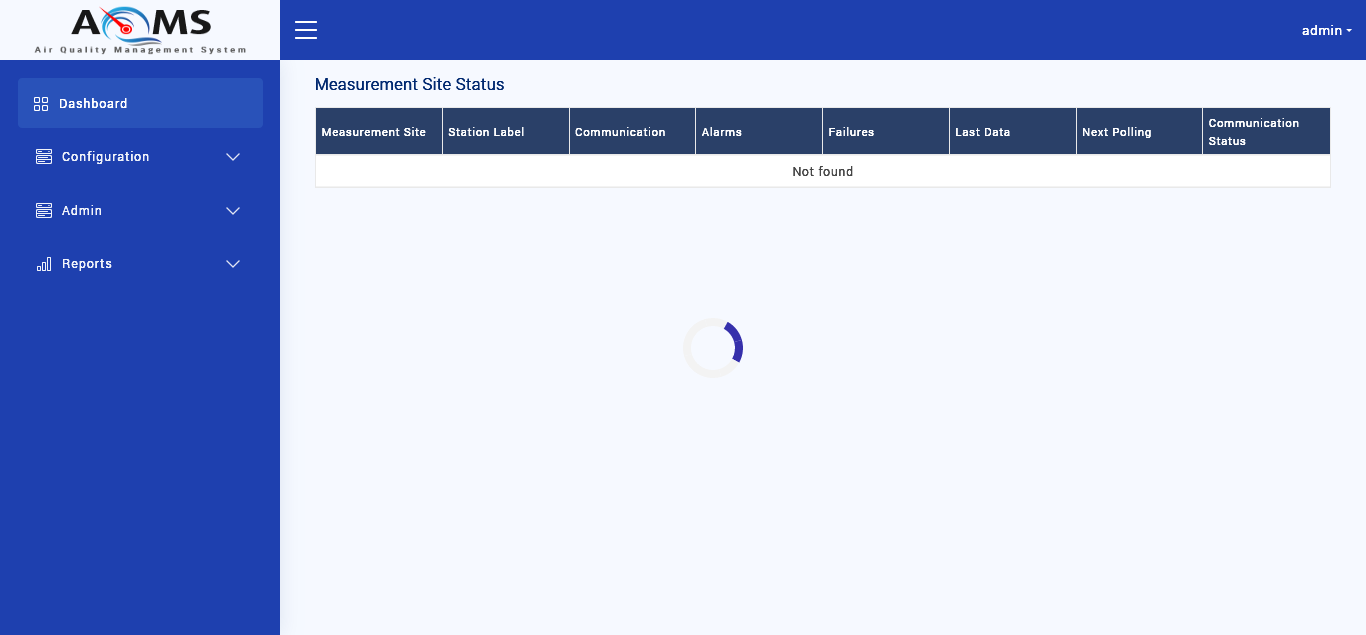 AQMS
Air Quality Management System
admin
Dashboard
Configuration
Admin
Reports
Measurement Site Status
Measurement Site
Station Label
Communication
Alarms
Failures
Last Data
Next Polling
Communication
Status
Not found